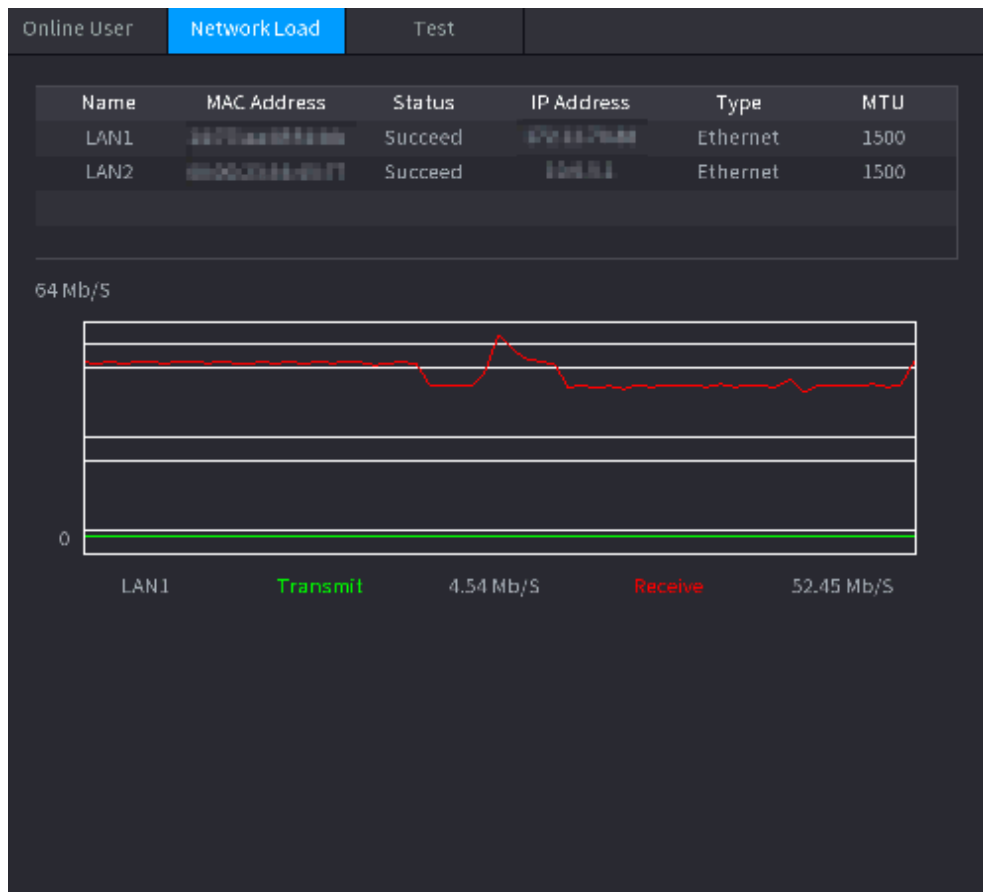 Online User Network Load Test
Name MAC Address Status IP Address Type MTU
LAN1 Succeed Ethernet 1500
LAN2 Succeed Ethernet 1500
64 Mb/S
0
LAN1 Transmit 4.54 Mb/S Receive 52.45 Mb/S